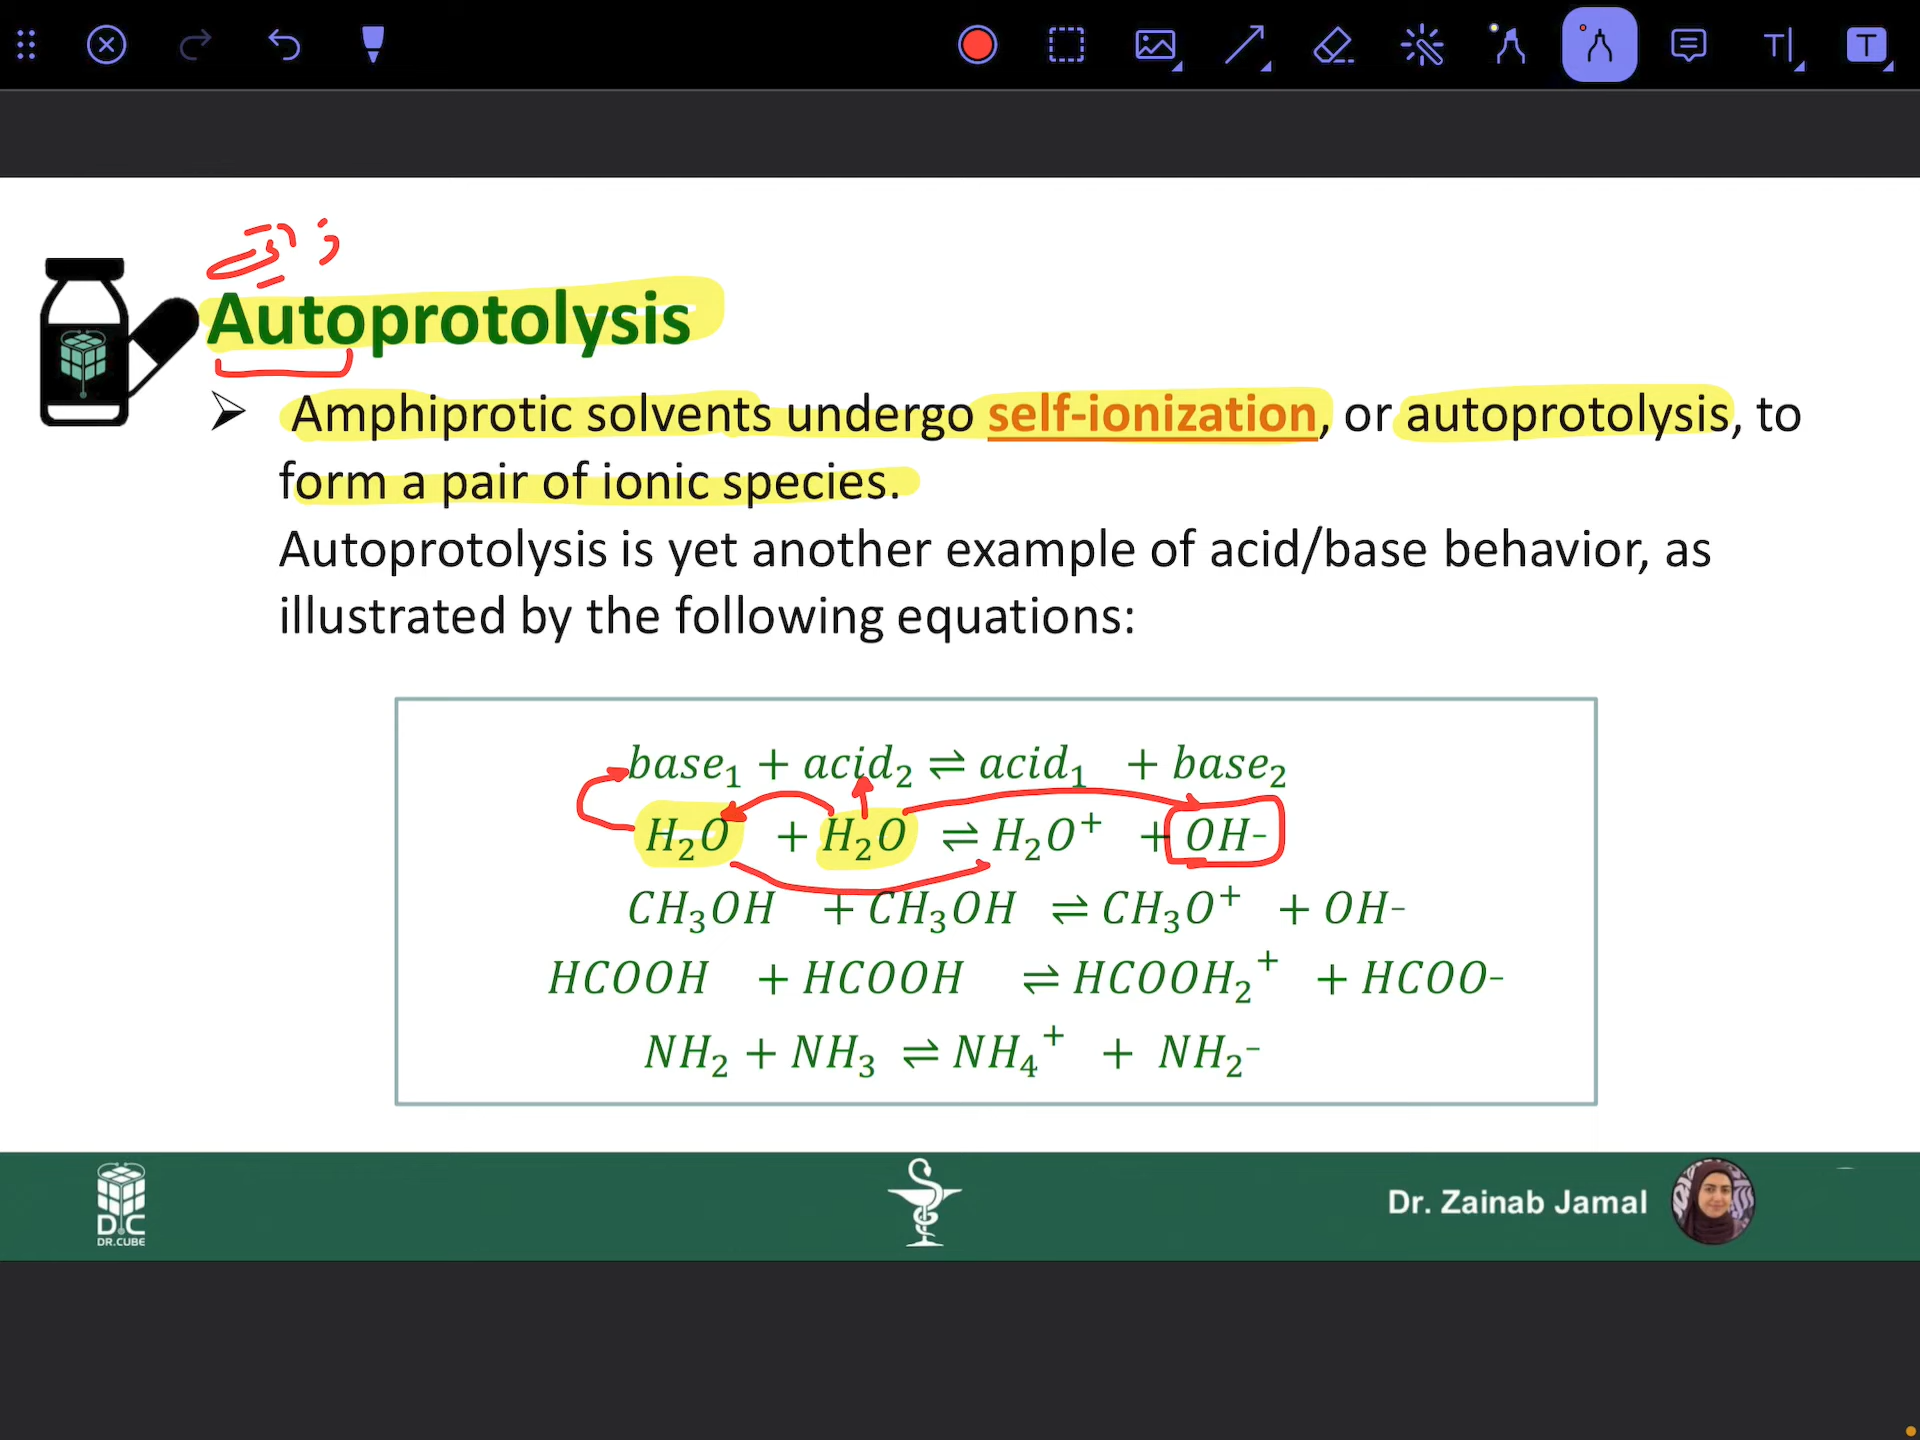 ذاتي
Autoprotolysis
➢ Amphiprotic solvents undergo self-ionization, or autoprotolysis, to
form a pair of ionic species.
Autoprotolysis is yet another example of acid/base behavior, as
illustrated by the following equations:
base₁ + acid₂ ⇌ acid₁ + base₂
H₂O + H₂O ⇌ H₂O⁺ + OH-
CH₃OH + CH₃OH ⇌ CH₃O⁺ + OH-
HCOOH + HCOOH ⇌ HCOOH₂⁺ + HCOO-
NH₂ + NH₃ ⇌ NH₄⁺ + NH₂-
D.C
DR.CUBE
Dr. Zainab Jamal